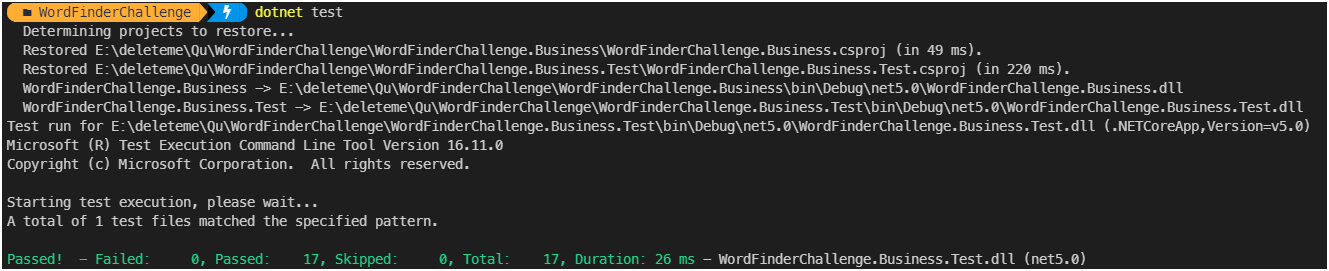 WordFinderChallenge dotnet test
Determining projects to restore...
Restored E:\deleteme\Qu\WordFinderChallenge\WordFinderChallenge.Business\WordFinderChallenge.Business.csproj (in 49 ms).
Restored E:\deleteme\Qu\WordFinderChallenge\WordFinderChallenge.Business.Test\WordFinderChallenge.Business.Test.csproj (in 220 ms).
WordFinderChallenge.Business -> E:\deleteme\Qu\WordFinderChallenge\WordFinderChallenge.Business\bin\Debug\net5.0\WordFinderChallenge.Business.dll
WordFinderChallenge.Business.Test -> E:\deleteme\Qu\WordFinderChallenge\WordFinderChallenge.Business.Test\bin\Debug\net5.0\WordFinderChallenge.Business.Test.dll
Test run for E:\deleteme\Qu\WordFinderChallenge\WordFinderChallenge.Business.Test\bin\Debug\net5.0\WordFinderChallenge.Business.Test.dll (.NETCoreApp,Version=v5.0)
Microsoft (R) Test Execution Command Line Tool Version 16.11.0
Copyright (c) Microsoft Corporation.  All rights reserved.
Starting test execution, please wait...
A total of 1 test files matched the specified pattern.
Passed!  - Failed:     0, Passed:    17, Skipped:     0, Total:    17, Duration: 26 ms - WordFinderChallenge.Business.Test.dll (net5.0)